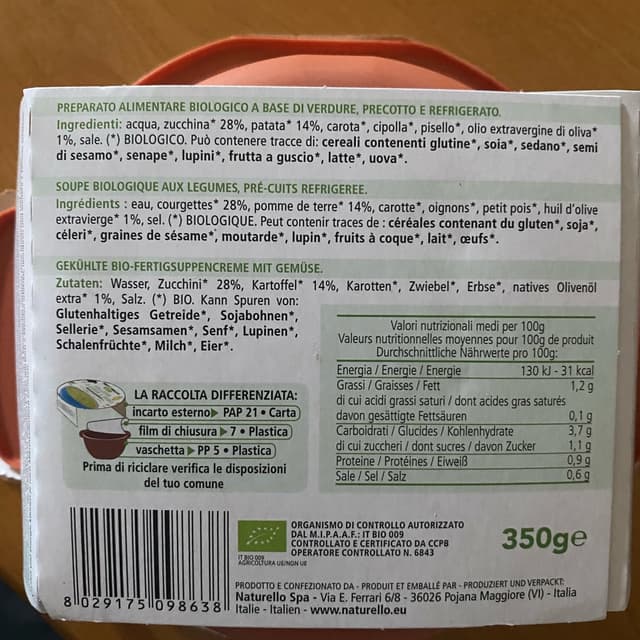 PREPARATO ALIMENTARE BIOLOGICO A BASE DI VERDURE, PRECOTTO E REFRIGERATO.
Ingredienti: acqua, zucchina* 28%, patata* 14%, carota*, cipolla*, pisello*, olio extravergine di oliva*
1%, sale. (*) BIOLOGICO. Può contenere tracce di: cereali contenenti glutine*, soia*, sedano*, semi
di sesamo*, senape*, lupini*, frutta a guscio*, latte*, uova*.
SOUPE BIOLOGIQUE AUX LEGUMES, PRÉ-CUITS REFRIGEREE.
Ingrédients : eau, courgettes* 28%, pomme de terre* 14%, carotte*, oignons*, petit pois*, huil d'olive
extravierge* 1%, sel. (*) BIOLOGIQUE. Peut contenir traces de : céréales contenant du gluten*, soja*,
céleri*, graines de sésame*, moutarde*, lupin*, fruits à coque*, lait*, œufs*.
GEKÜHLTE BIO-FERTIGSUPPENCREME MIT GEMÜSE.
Zutaten: Wasser, Zucchini* 28%, Kartoffel* 14%, Karotten*, Zwiebel*, Erbse*, natives Olivenöl
extra* 1%, Salz. (*) BIO. Kann Spuren von:
Glutenhaltiges Getreide*, Sojabohnen*,
Sellerie*, Sesamsamen*, Senf*, Lupinen*,
Schalenfrüchte*, Milch*, Eier*.
Valori nutrizionali medi per 100g
Valeurs nutritionnelles moyennes pour 100g de produit
Durchschnittliche Nährwerte pro 100g:
Energia / Energie / Energie 130 kJ - 31 kcal
Grassi / Graisses / Fett 1,2 g
di cui acidi grassi saturi / dont acides gras saturés
davon gesättigte Fettsäuren 0,1 g
Carboidrati / Glucides / Kohlenhydrate 3,7 g
di cui zuccheri / dont sucres / davon Zucker 1,1 g
Proteine / Protéines / Eiweiß 0,9 g
Sale / Sel / Salz 0,6 g
LA RACCOLTA DIFFERENZIATA:
incarto esterno PAP 21 • Carta
film di chiusura 7 • Plastica
vaschetta PP 5 • Plastica
Prima di riciclare verifica le disposizioni
del tuo comune
8 029175 098638
IT BIO 009
AGRICOLTURA UE/NON UE
ORGANISMO DI CONTROLLO AUTORIZZATO
DAL M.I.P.A.A.F.: IT BIO 009
CONTROLLATO E CERTIFICATO DA CCPB
OPERATORE CONTROLLATO N. 6843
350g e
PRODOTTO E CONFEZIONATO DA - PRODUIT ET EMBALLÉ PAR - PRODUZIERT UND VERPACKT:
Naturello Spa - Via E. Ferrari 6/8 - 36026 Pojana Maggiore (VI) - Italia
Italie - Italien - www.naturello.eu